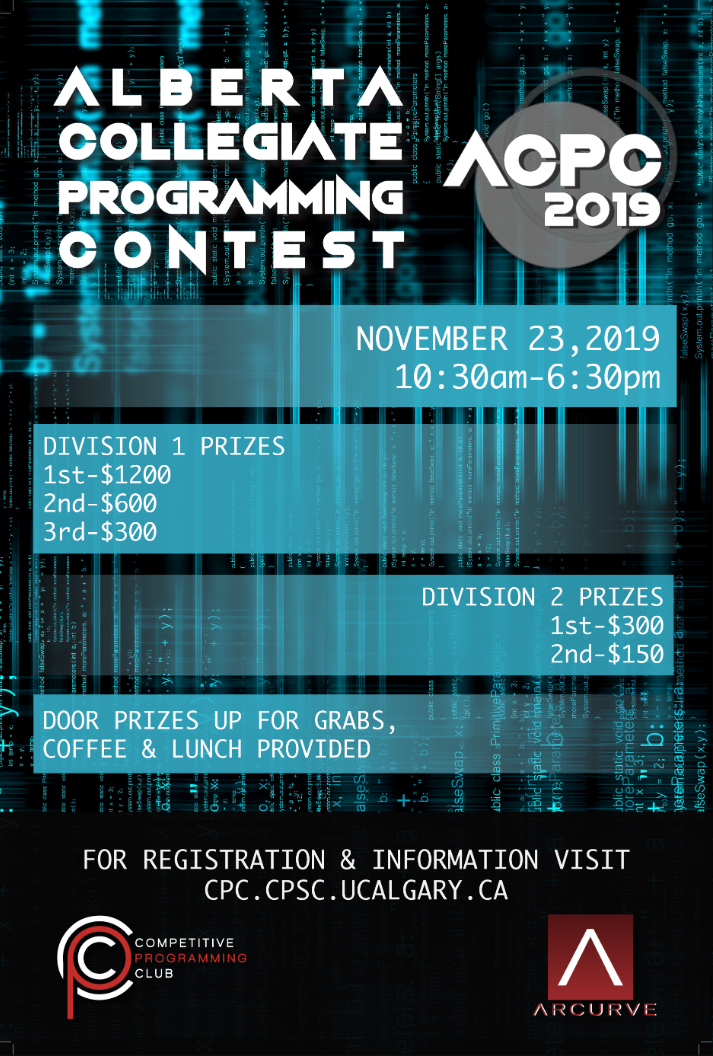 ALBERTA
COLLEGIATE
PROGRAMMING
CONTEST
ACPC
2019
NOVEMBER 23,2019
10:30am-6:30pm
DIVISION 1 PRIZES
1st-$1200
2nd-$600
3rd-$300
DIVISION 2 PRIZES
1st-$300
2nd-$150
DOOR PRIZES UP FOR GRABS,
COFFEE & LUNCH PROVIDED
FOR REGISTRATION & INFORMATION VISIT
CPC.CPSC.UCALGARY.CA
COMPETITIVE
PROGRAMMING
CLUB
ARCURVE